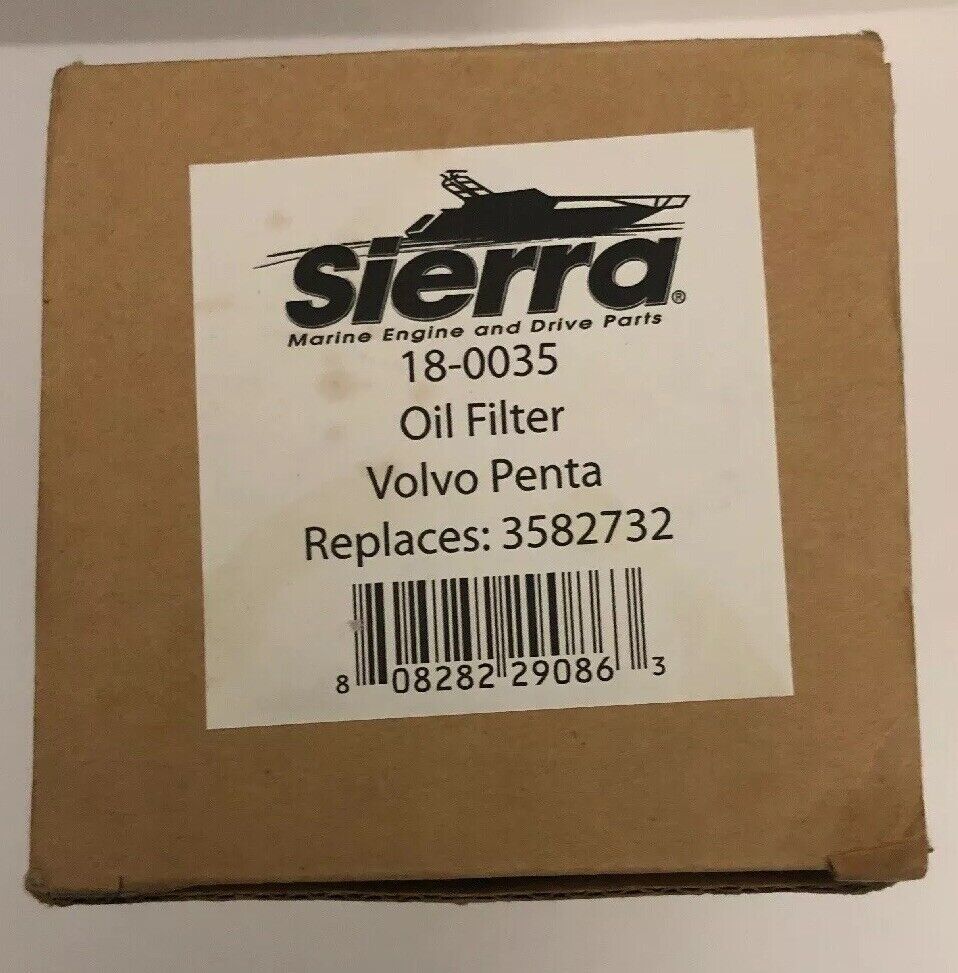 Sierra®
Marine Engine and Drive Parts
18-0035
Oil Filter
Volvo Penta
Replaces: 3582732
8 08282 29086 3